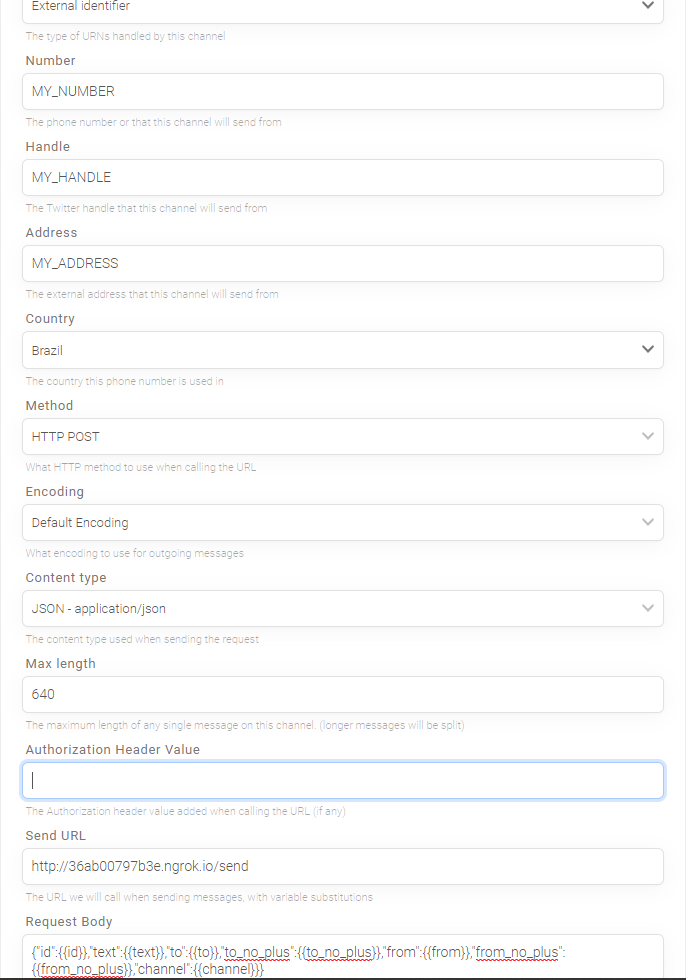 External identifier
The type of URNs handled by this channel
Number
MY_NUMBER
The phone number or that this channel will send from
Handle
MY_HANDLE
The Twitter handle that this channel will send from
Address
MY_ADDRESS
The external address that this channel will send from
Country
Brazil
The country this phone number is used in
Method
HTTP POST
What HTTP method to use when calling the URL
Encoding
Default Encoding
What encoding to use for outgoing messages
Content type
JSON - application/json
The content type used when sending the request
Max length
640
The maximum length of any single message on this channel. (longer messages will be split)
Authorization Header Value
The Authorization header value added when calling the URL (if any)
Send URL
http://36ab00797b3e.ngrok.io/send
The URL we will call when sending messages, with variable substitutions
Request Body
{"id":{{id}},"text":{{text}},"to":{{to}},"to_no_plus":{{to_no_plus}},"from":{{from}},"from_no_plus":
{{from_no_plus}},"channel":{{channel}}}